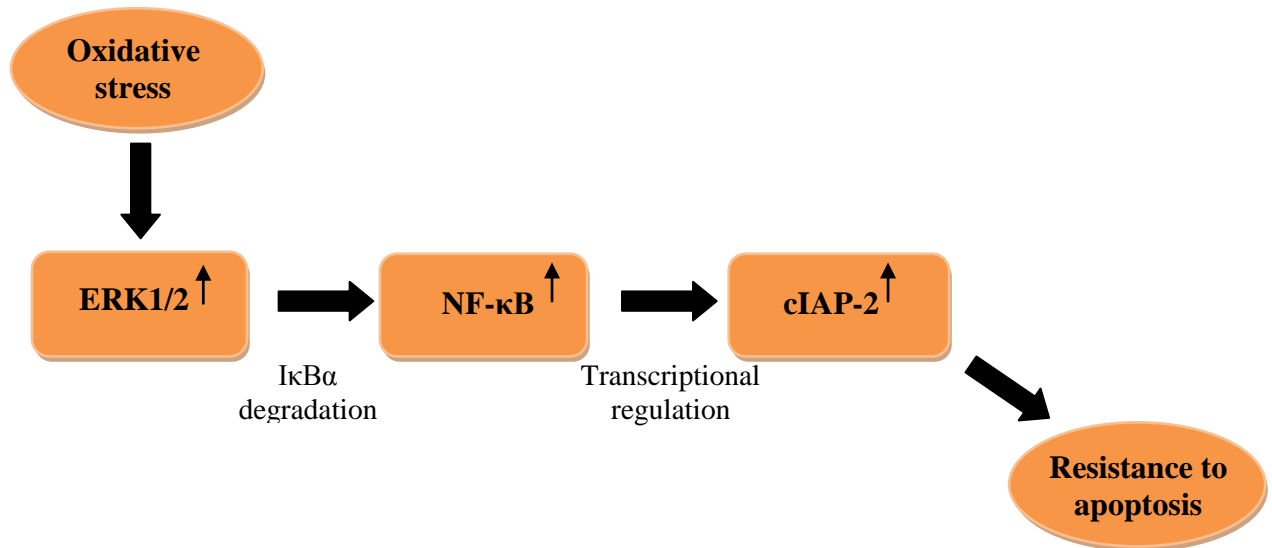 Oxidative
stress
ERK1/2
NF-κB
cIAP-2
IκBα
degradation
Transcriptional
regulation
Resistance to
apoptosis